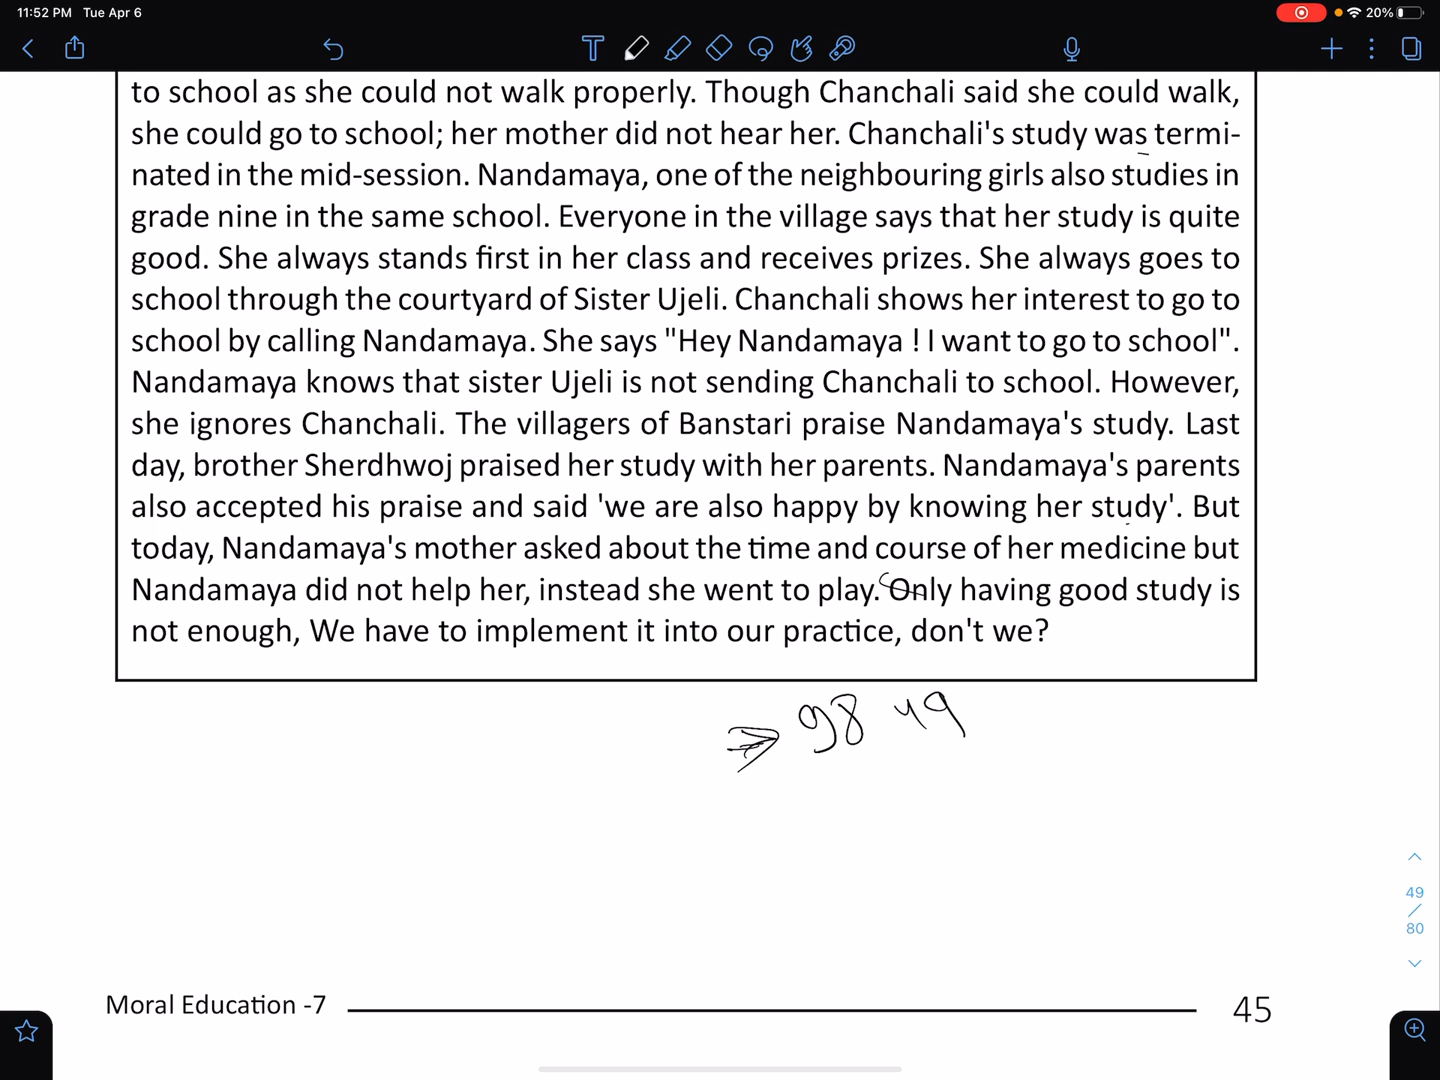 11:52 PM Tue Apr 6
20%
to school as she could not walk properly. Though Chanchali said she could walk,
she could go to school; her mother did not hear her. Chanchali's study was termi-
nated in the mid-session. Nandamaya, one of the neighbouring girls also studies in
grade nine in the same school. Everyone in the village says that her study is quite
good. She always stands first in her class and receives prizes. She always goes to
school through the courtyard of Sister Ujeli. Chanchali shows her interest to go to
school by calling Nandamaya. She says "Hey Nandamaya ! I want to go to school".
Nandamaya knows that sister Ujeli is not sending Chanchali to school. However,
she ignores Chanchali. The villagers of Banstari praise Nandamaya's study. Last
day, brother Sherdhwoj praised her study with her parents. Nandamaya's parents
also accepted his praise and said 'we are also happy by knowing her study'. But
today, Nandamaya's mother asked about the time and course of her medicine but
Nandamaya did not help her, instead she went to play. Only having good study is
not enough, We have to implement it into our practice, don't we?
98 49
49
/
80
Moral Education -7
45